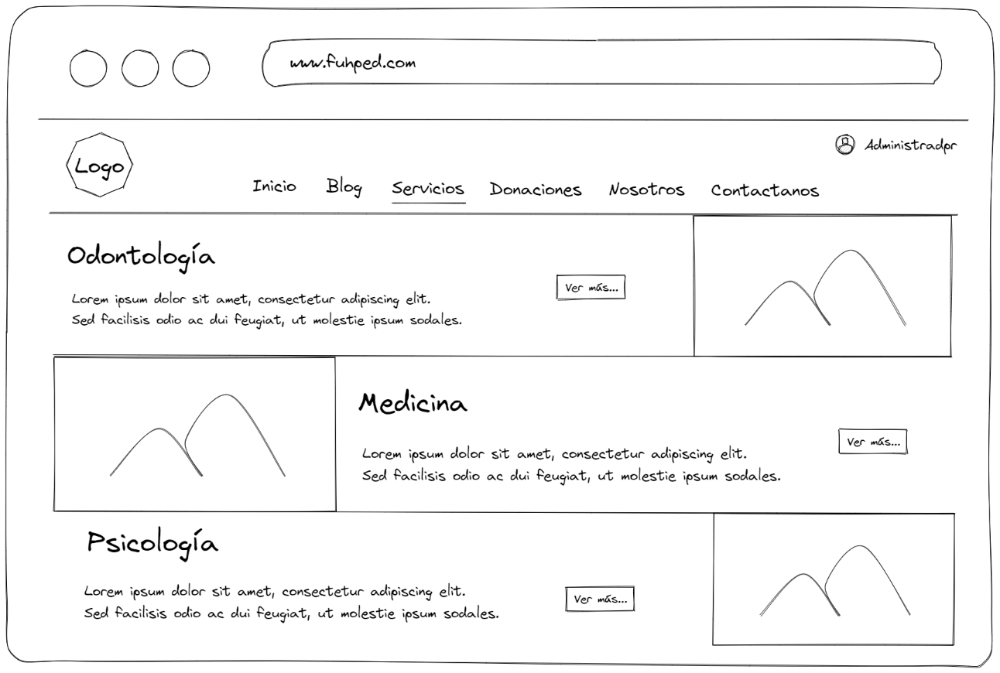 www.fuhped.com
Logo
Administrador
Inicio Blog Servicios Donaciones Nosotros Contactanos
Odontología
Lorem ipsum dolor sit amet, consectetur adipiscing elit.
Sed facilisis odio ac dui feugiat, ut molestie ipsum sodales.
Ver más...
Medicina
Lorem ipsum dolor sit amet, consectetur adipiscing elit.
Sed facilisis odio ac dui feugiat, ut molestie ipsum sodales.
Ver más...
Psicología
Lorem ipsum dolor sit amet, consectetur adipiscing elit.
Sed facilisis odio ac dui feugiat, ut molestie ipsum sodales.
Ver más...